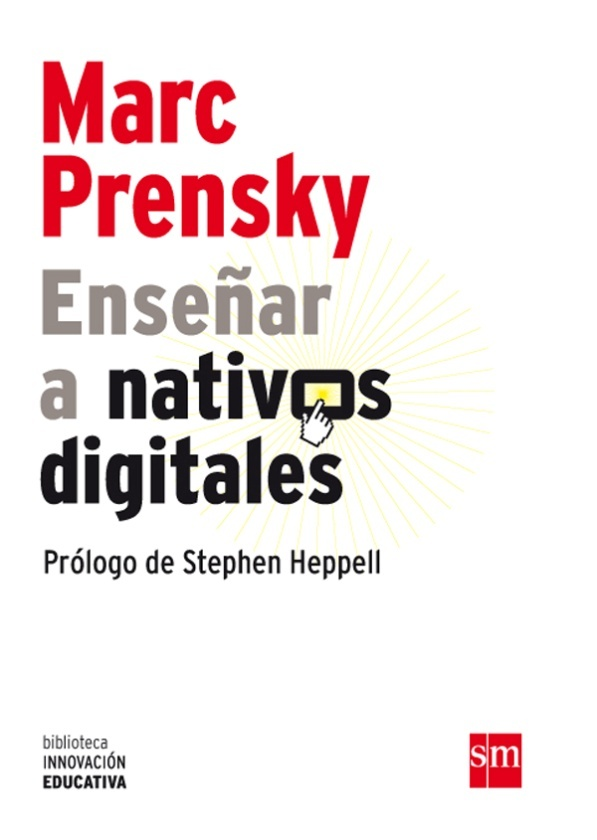 Marc
Prensky
Enseñar
a nativos
digitales
Prólogo de Stephen Heppell
biblioteca
INNOVACIÓN
EDUCATIVA
sm